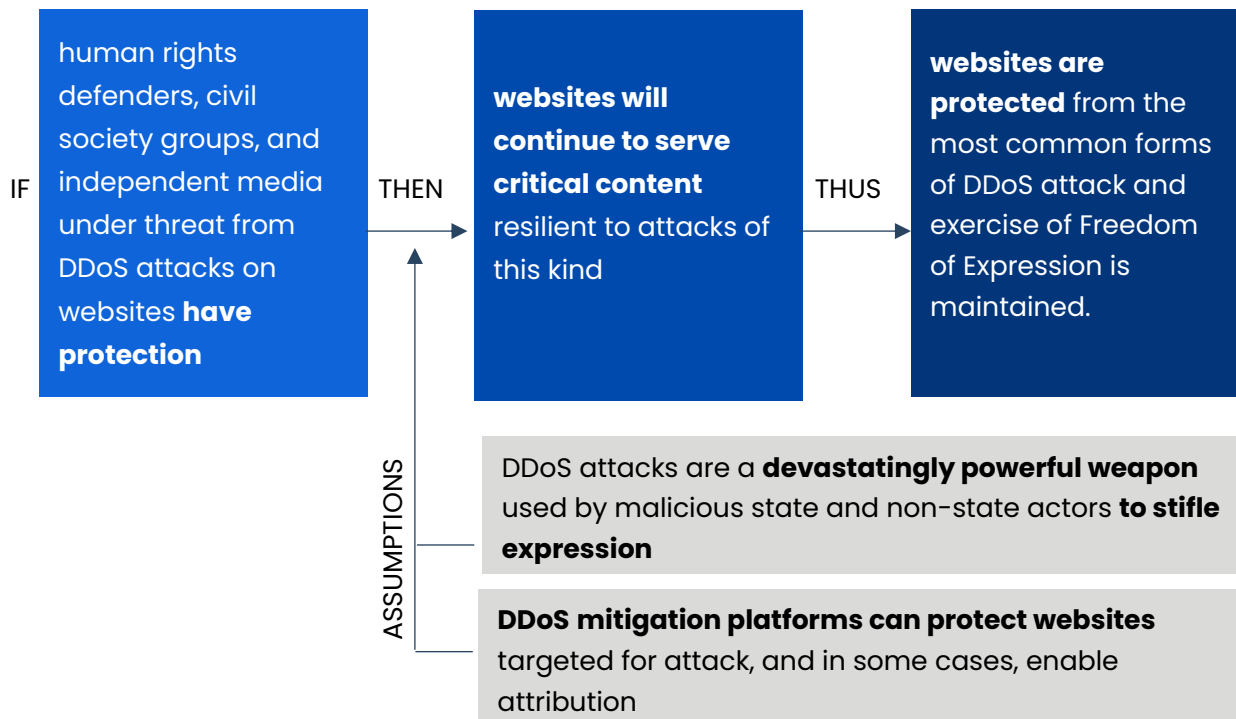 IF
human rights
defenders, civil
society groups, and
independent media
under threat from
DDoS attacks on
websites have
protection
THEN
websites will
continue to serve
critical content
resilient to attacks of
this kind
THUS
websites are
protected from the
most common forms
of DDoS attack and
exercise of Freedom
of Expression is
maintained.
ASSUMPTIONS
DDoS attacks are a devastatingly powerful weapon
used by malicious state and non-state actors to stifle
expression
DDoS mitigation platforms can protect websites
targeted for attack, and in some cases, enable
attribution